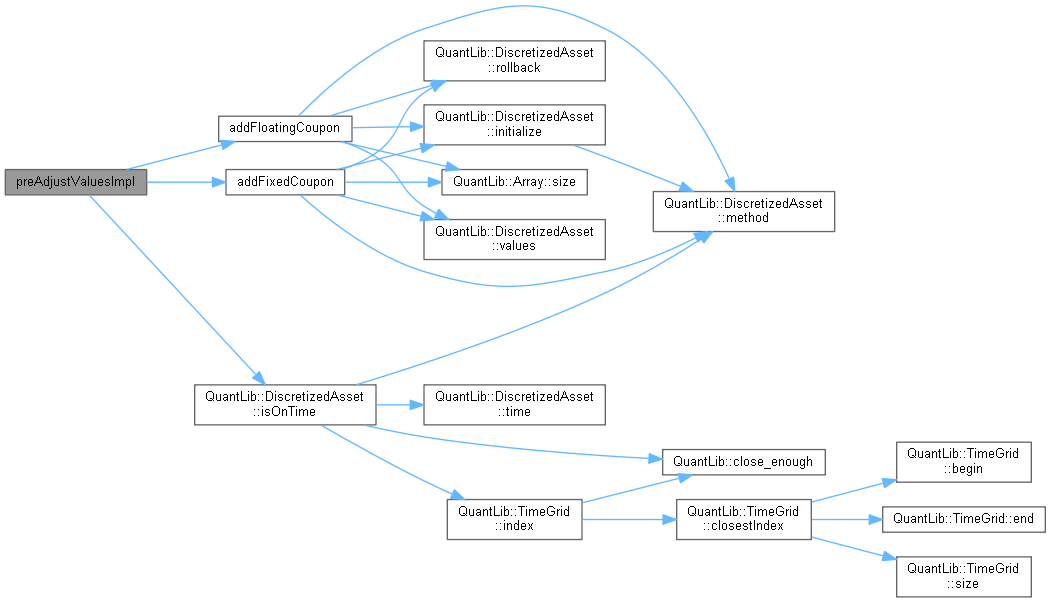 preAdjustValuesImpl
addFloatingCoupon
addFixedCoupon
QuantLib::DiscretizedAsset
::isOnTime
QuantLib::DiscretizedAsset
::rollback
QuantLib::DiscretizedAsset
::initialize
QuantLib::Array::size
QuantLib::DiscretizedAsset
::values
QuantLib::DiscretizedAsset
::method
QuantLib::DiscretizedAsset
::time
QuantLib::close_enough
QuantLib::TimeGrid
::index
QuantLib::TimeGrid
::closestIndex
QuantLib::TimeGrid
::begin
QuantLib::TimeGrid::end
QuantLib::TimeGrid
::size